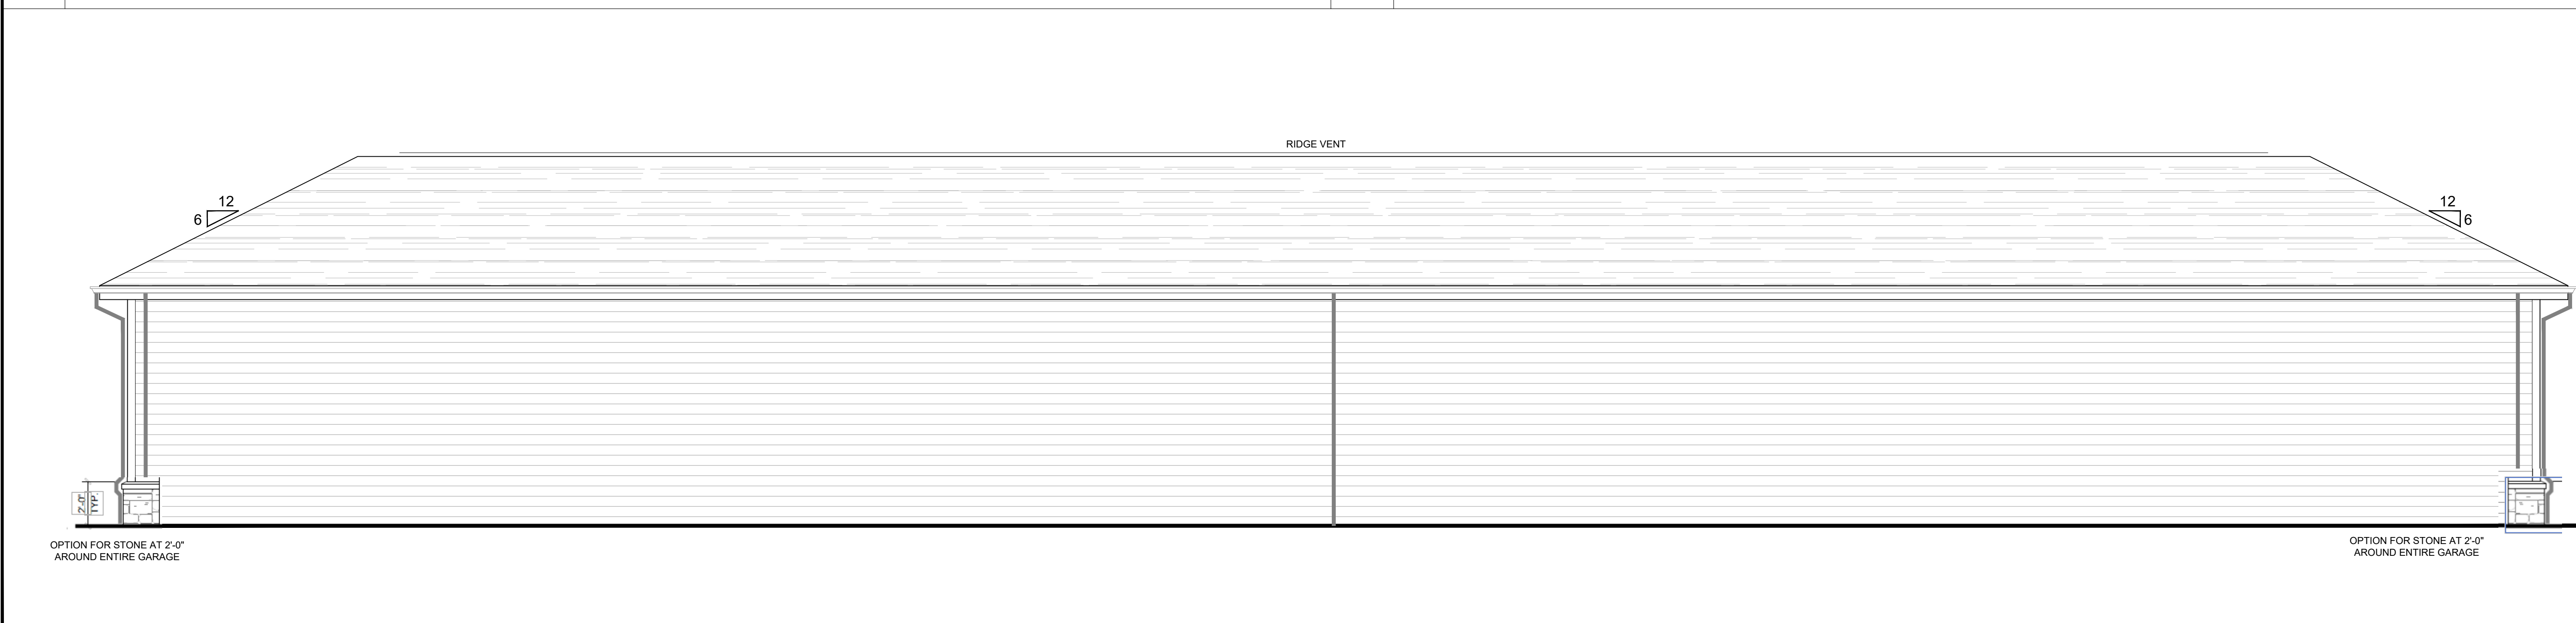 RIDGE VENT
12
6
12
6
2'-0"
TYP.
OPTION FOR STONE AT 2'-0"
AROUND ENTIRE GARAGE
OPTION FOR STONE AT 2'-0"
AROUND ENTIRE GARAGE